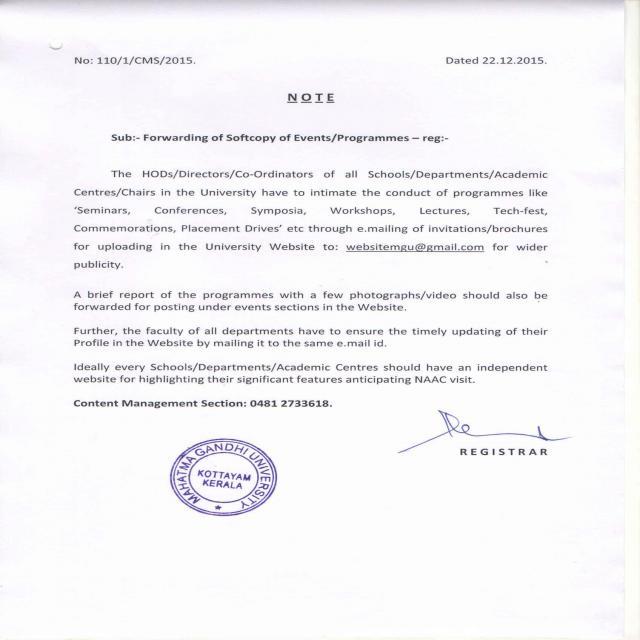 No: 110/1/CMS/2015. Dated 22.12.2015.
NOTE
Sub:- Forwarding of Softcopy of Events/Programmes – reg:-
The HODs/Directors/Co-Ordinators of all Schools/Departments/Academic
Centres/Chairs in the University have to intimate the conduct of programmes like
‘Seminars, Conferences, Symposia, Workshops, Lectures, Tech-fest,
Commemorations, Placement Drives’ etc through e.mailing of invitations/brochures
for uploading in the University Website to: websitemgu@gmail.com for wider
publicity.
A brief report of the programmes with a few photographs/video should also be
forwarded for posting under events sections in the Website.
Further, the faculty of all departments have to ensure the timely updating of their
Profile in the Website by mailing it to the same e.mail id.
Ideally every Schools/Departments/Academic Centres should have an independent
website for highlighting their significant features anticipating NAAC visit.
Content Management Section: 0481 2733618.
REGISTRAR
MAHATMA GANDHI UNIVERSITY
KOTTAYAM
KERALA